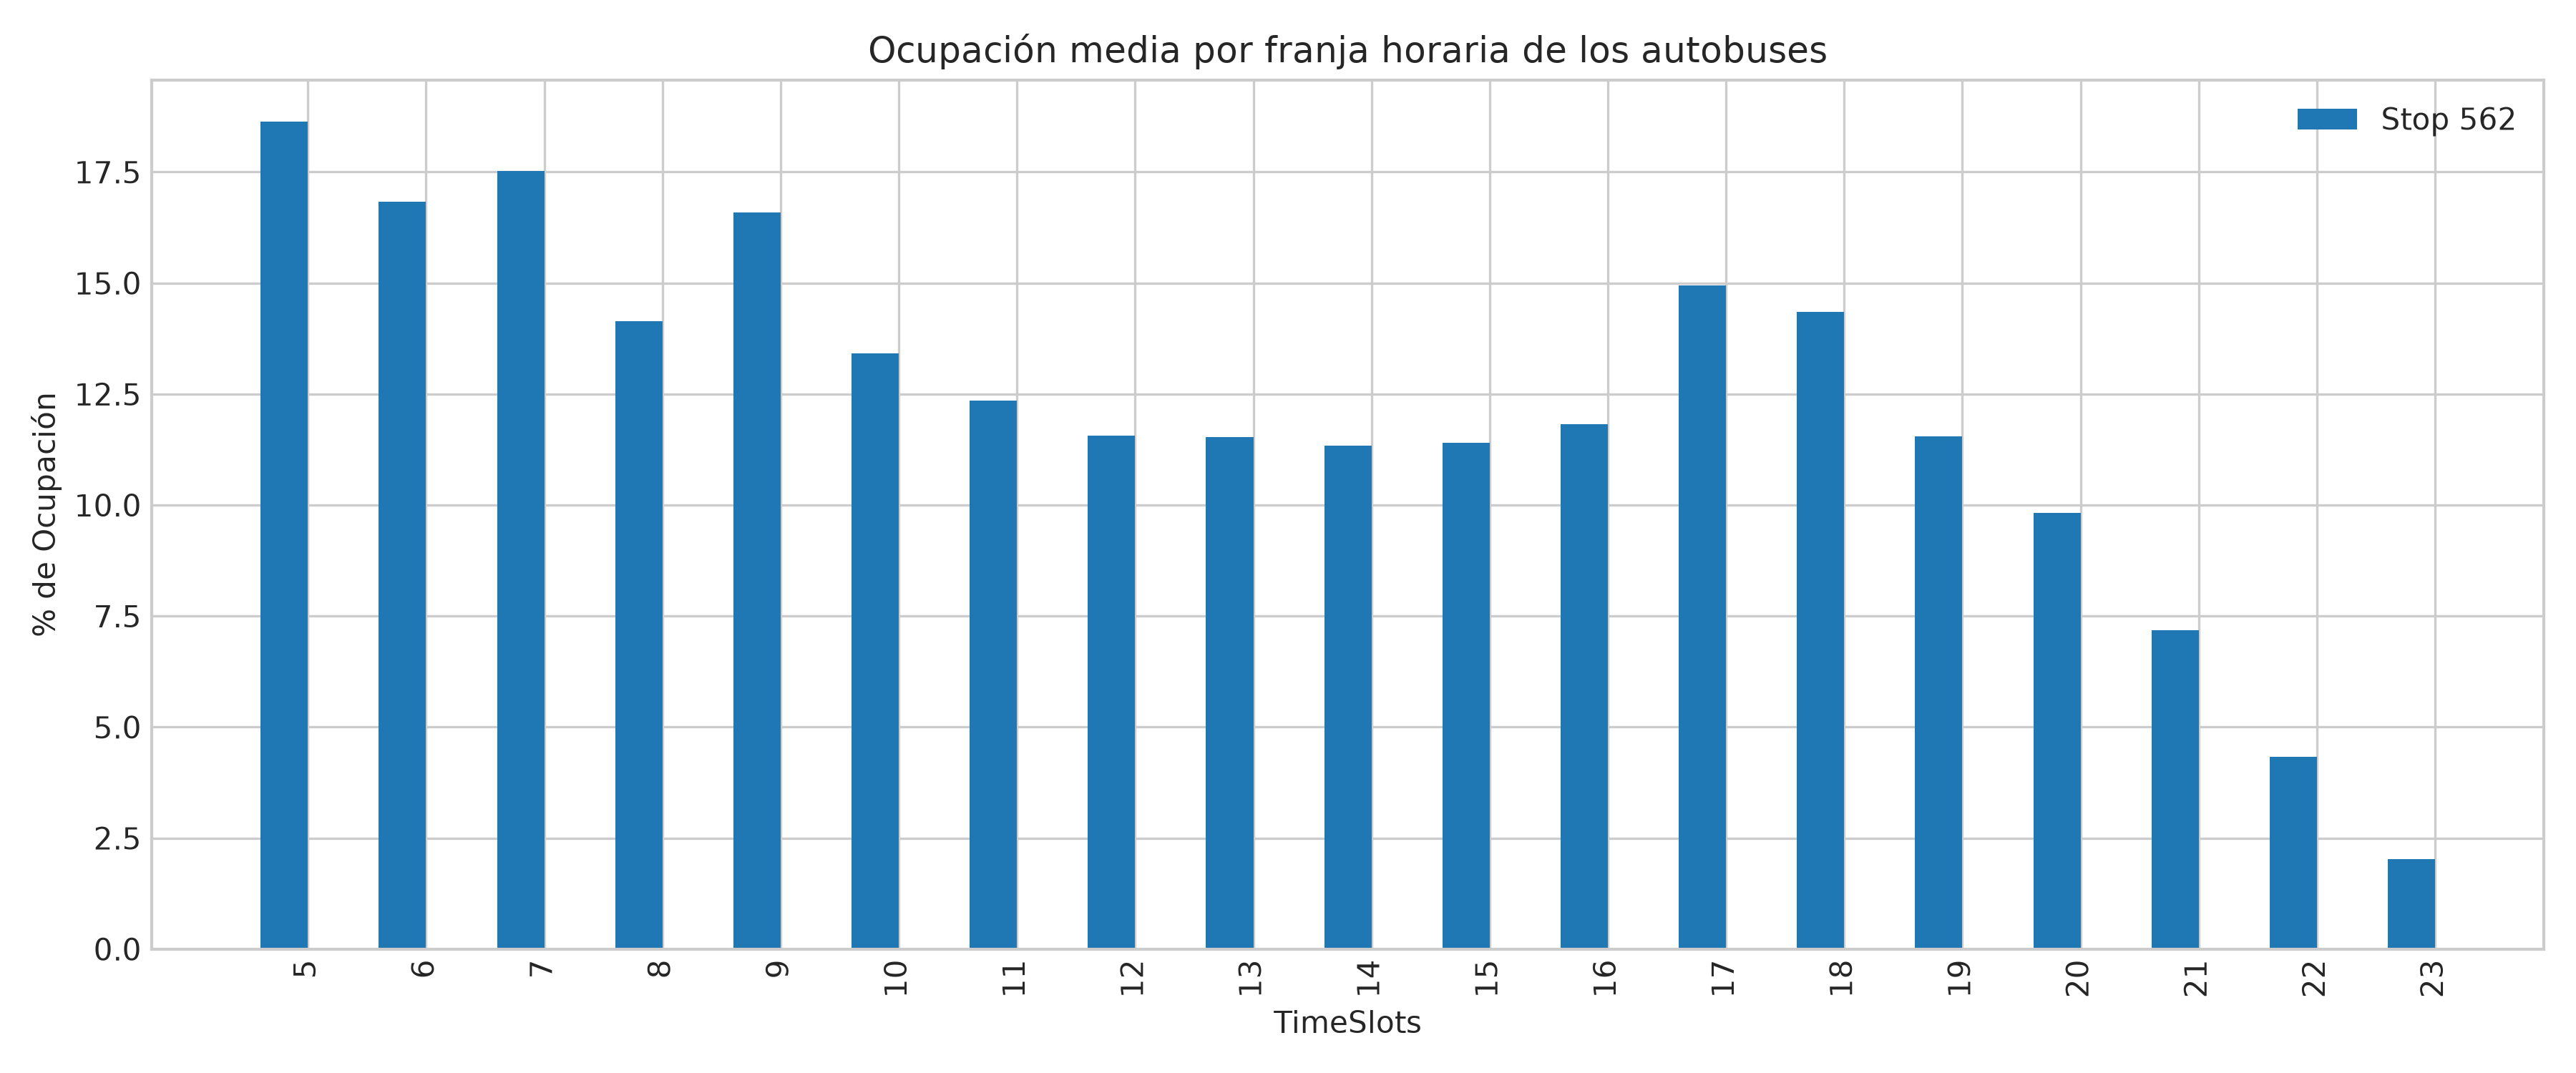 Ocupación media por franja horaria de los autobuses
Stop 562
% de Ocupación
17.5
15.0
12.5
10.0
7.5
5.0
2.5
0.0
5 6 7 8 9 10 11 12 13 14 15 16 17 18 19 20 21 22 23
TimeSlots